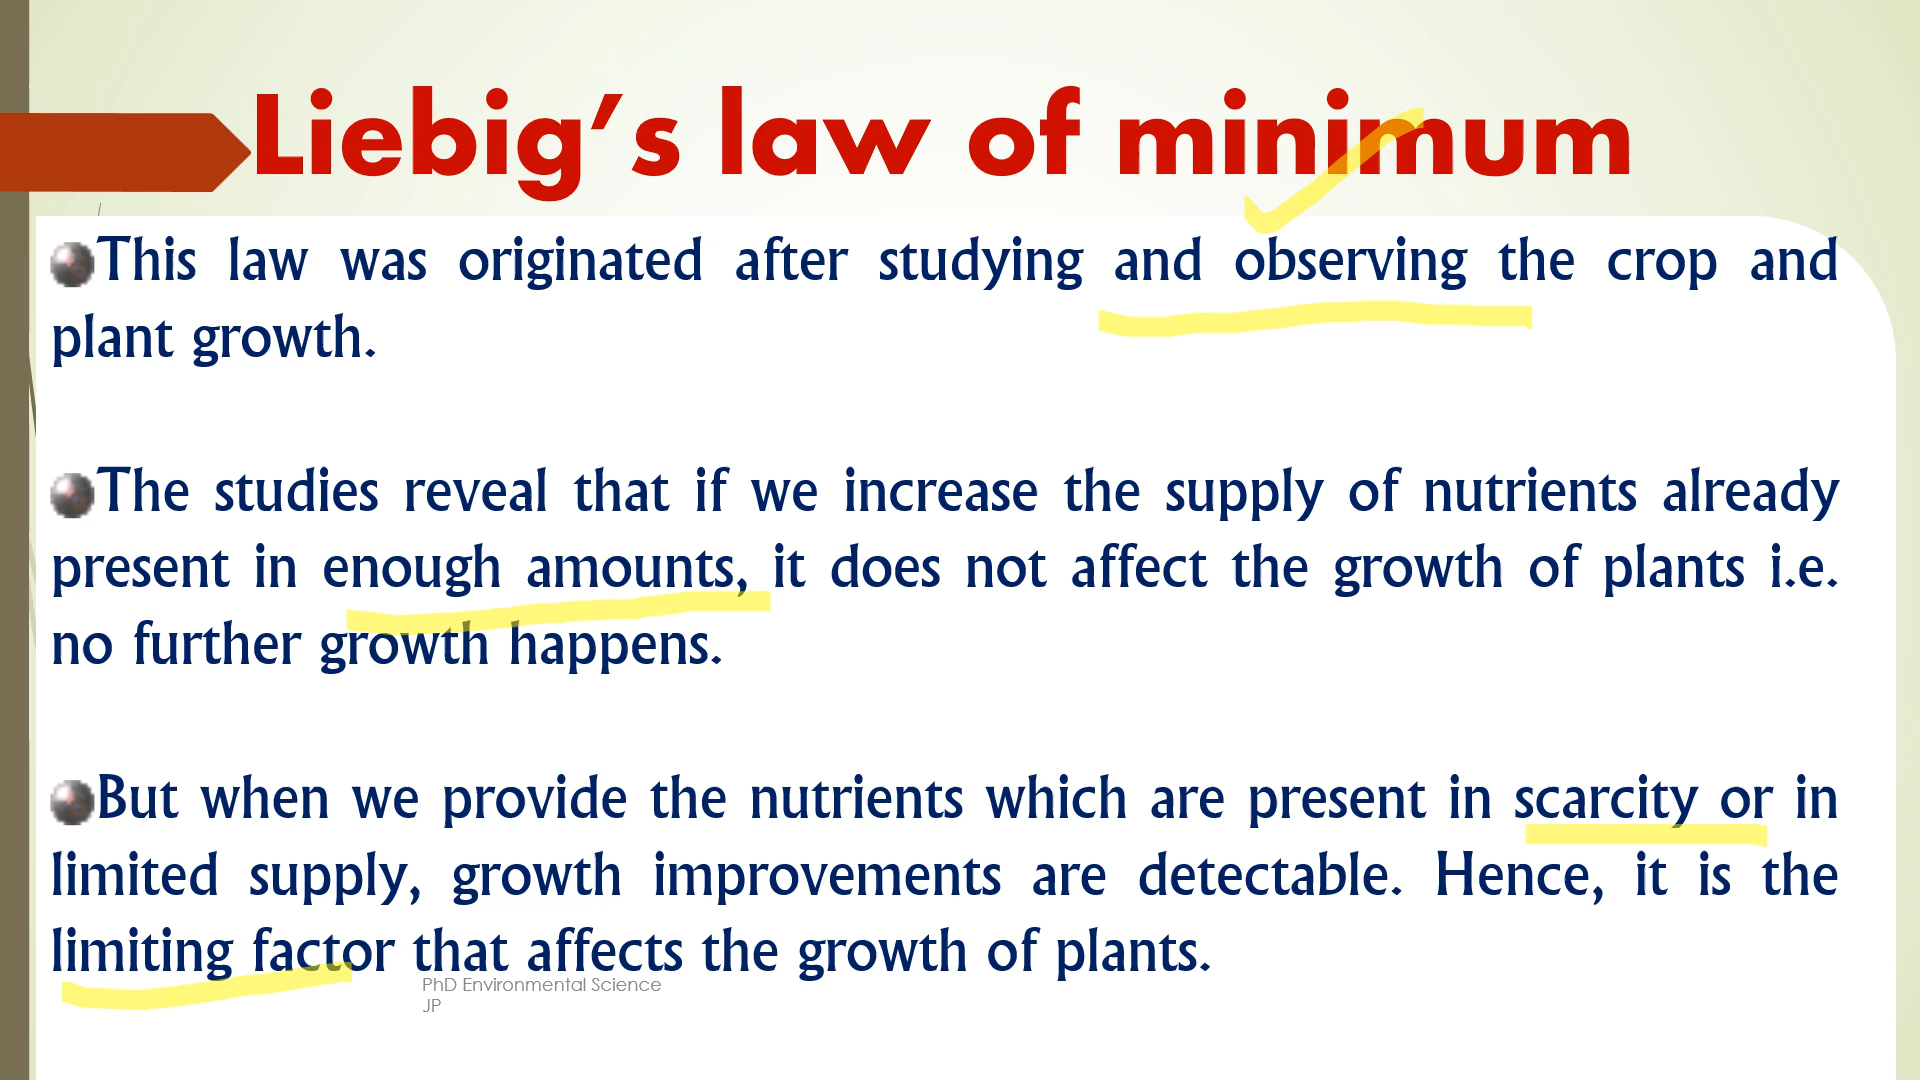 Liebig’s law of minimum
This law was originated after studying and observing the crop and
plant growth.
The studies reveal that if we increase the supply of nutrients already
present in enough amounts, it does not affect the growth of plants i.e.
no further growth happens.
But when we provide the nutrients which are present in scarcity or in
limited supply, growth improvements are detectable. Hence, it is the
limiting factor that affects the growth of plants.
PhD Environmental Science
JP